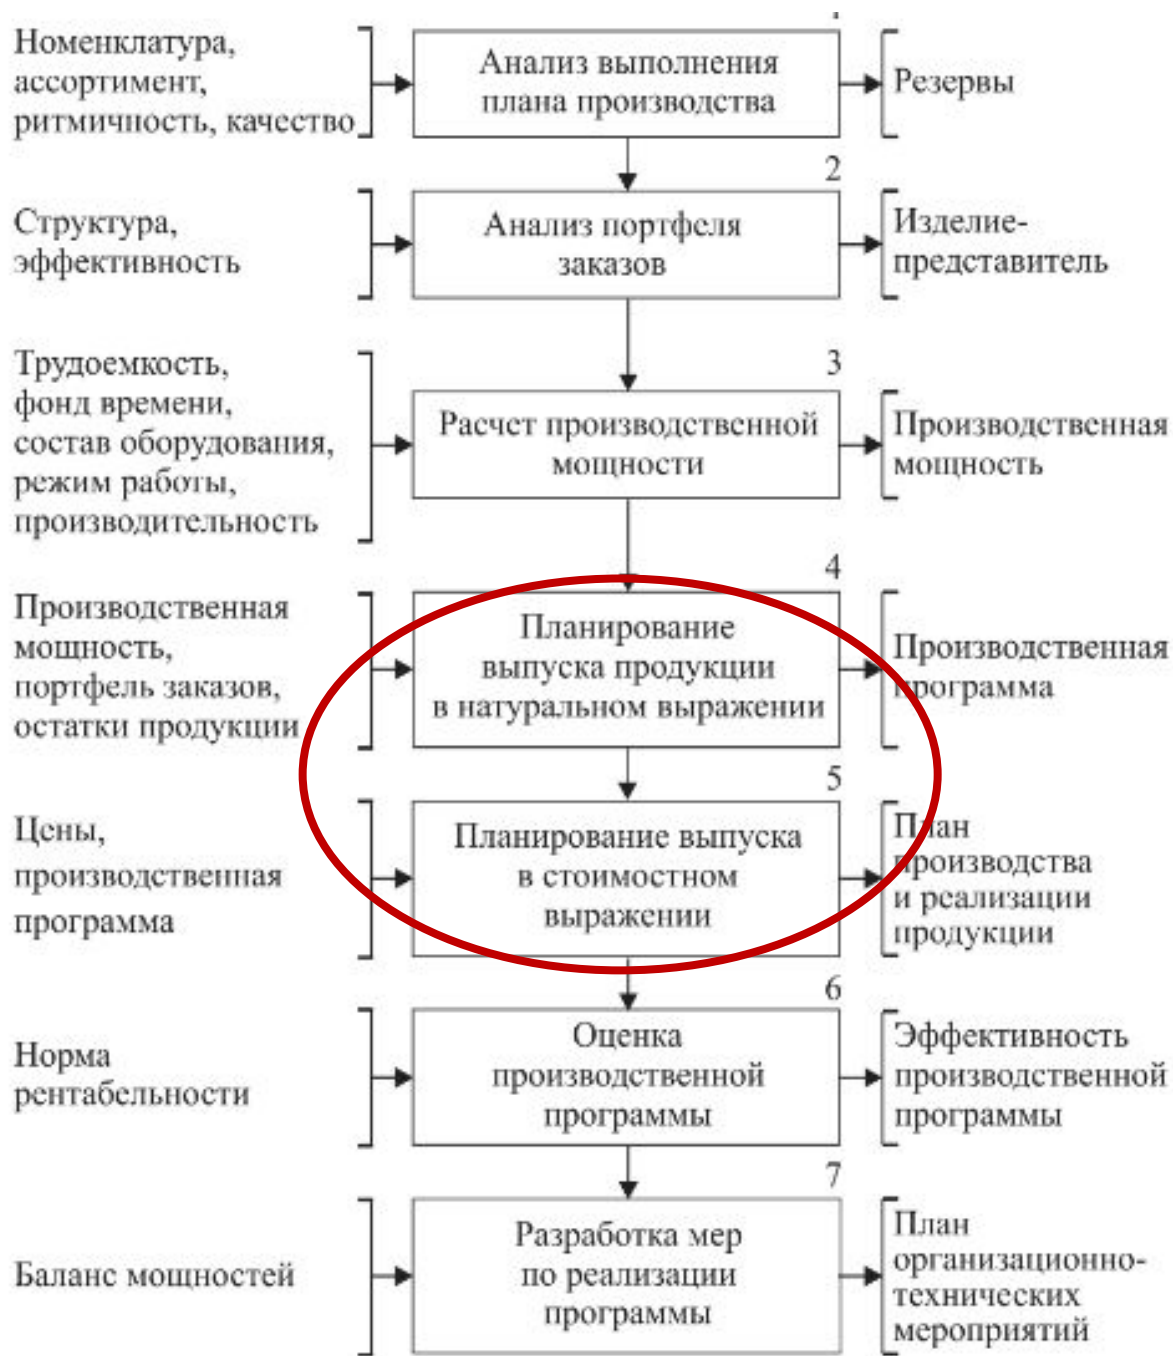 1
Номенклатура,
ассортимент,
ритмичность, качество
Анализ выполнения
плана производства
Резервы
2
Структура,
эффективность
Анализ портфеля
заказов
Изделие-
представитель
3
Трудоемкость,
фонд времени,
состав оборудования,
режим работы,
производительность
Расчет производственной
мощности
Производственная
мощность
4
Производственная
мощность,
портфель заказов,
остатки продукции
Планирование
выпуска продукции
в натуральном выражении
Производственная
программа
5
Цены,
производственная
программа
Планирование выпуска
в стоимостном
выражении
План
производства
и реализации
продукции
6
Норма
рентабельности
Оценка
производственной
программы
Эффективность
производственной
программы
7
Баланс мощностей
Разработка мер
по реализации
программы
План
организационно-
технических
мероприятий